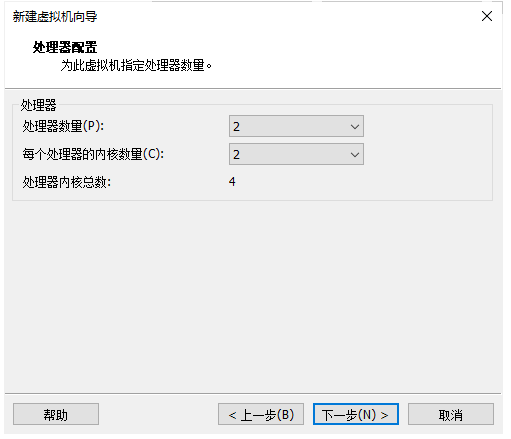 新建虚拟机向导
处理器配置
为此虚拟机指定处理器数量。
处理器
处理器数量(P): 2
每个处理器的内核数量(C): 2
处理器内核总数: 4
帮助 < 上一步(B) 下一步(N) > 取消